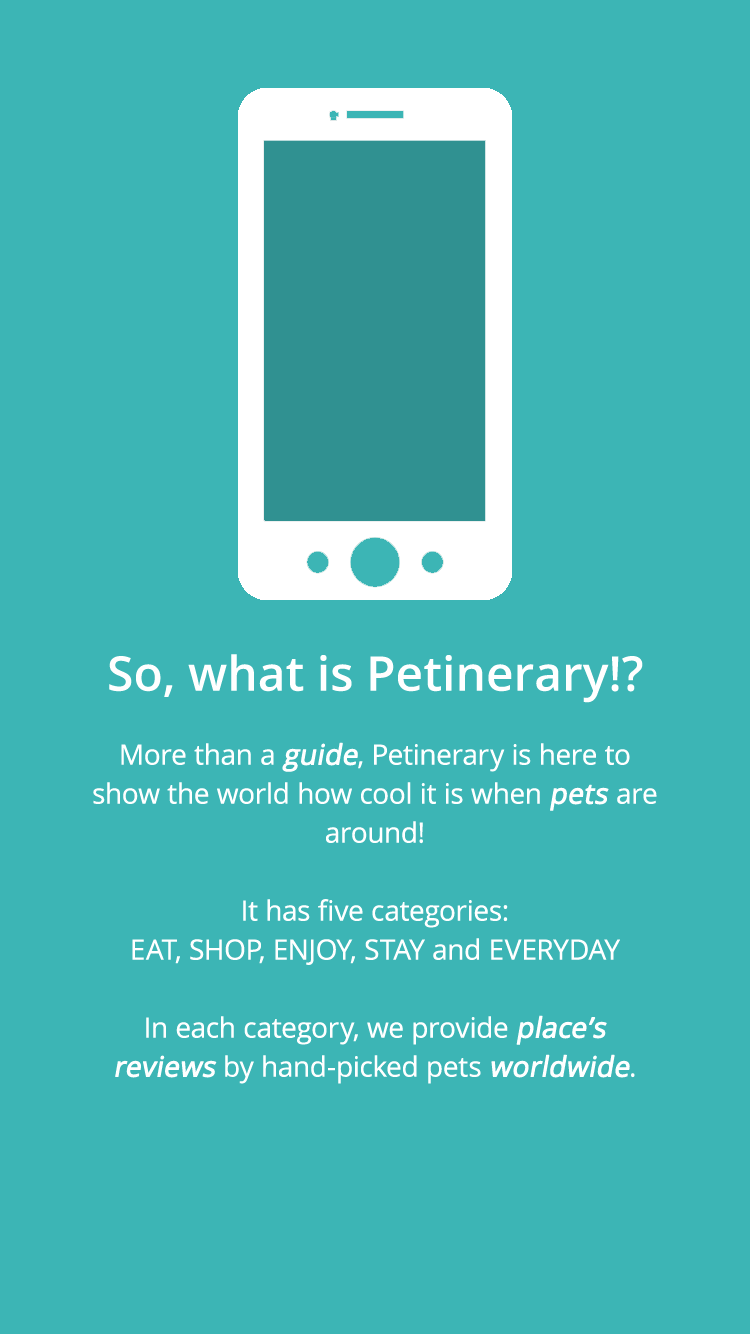 So, what is Petinerary!?
More than a guide, Petinerary is here to
show the world how cool it is when pets are
around!
It has five categories:
EAT, SHOP, ENJOY, STAY and EVERYDAY
In each category, we provide place’s
reviews by hand-picked pets worldwide.